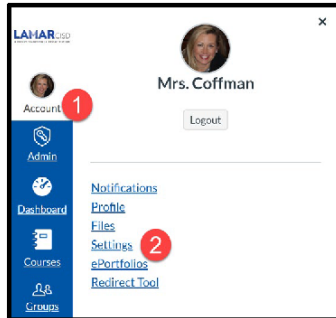 ×
LAMAR CISD
Mrs. Coffman
Account
1
Logout
Admin
Dashboard
Courses
Groups
Notifications
Profile
Files
Settings
2
ePortfolios
Redirect Tool